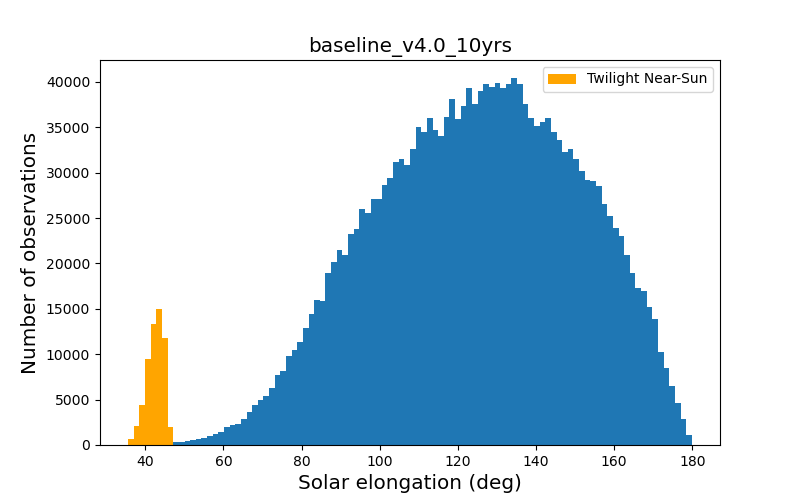 baseline_v4.0_10yrs
Twilight Near-Sun
Number of observations
40000
35000
30000
25000
20000
15000
10000
5000
0
40 60 80 100 120 140 160 180
Solar elongation (deg)